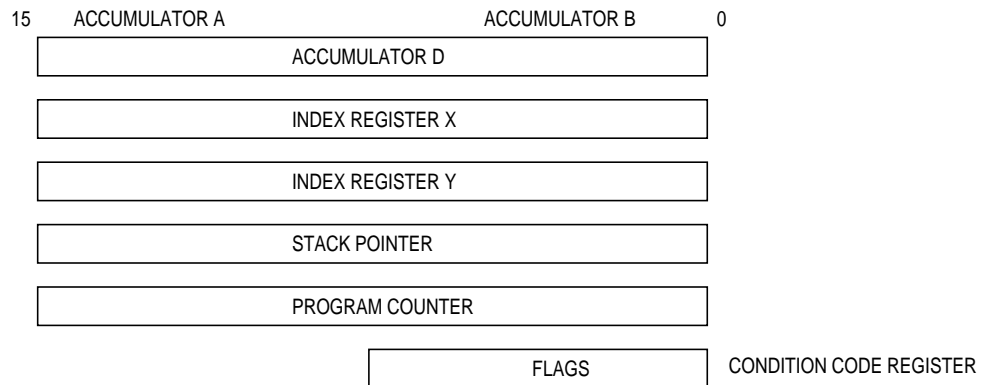 15 ACCUMULATOR A ACCUMULATOR B 0
ACCUMULATOR D
INDEX REGISTER X
INDEX REGISTER Y
STACK POINTER
PROGRAM COUNTER
FLAGS CONDITION CODE REGISTER